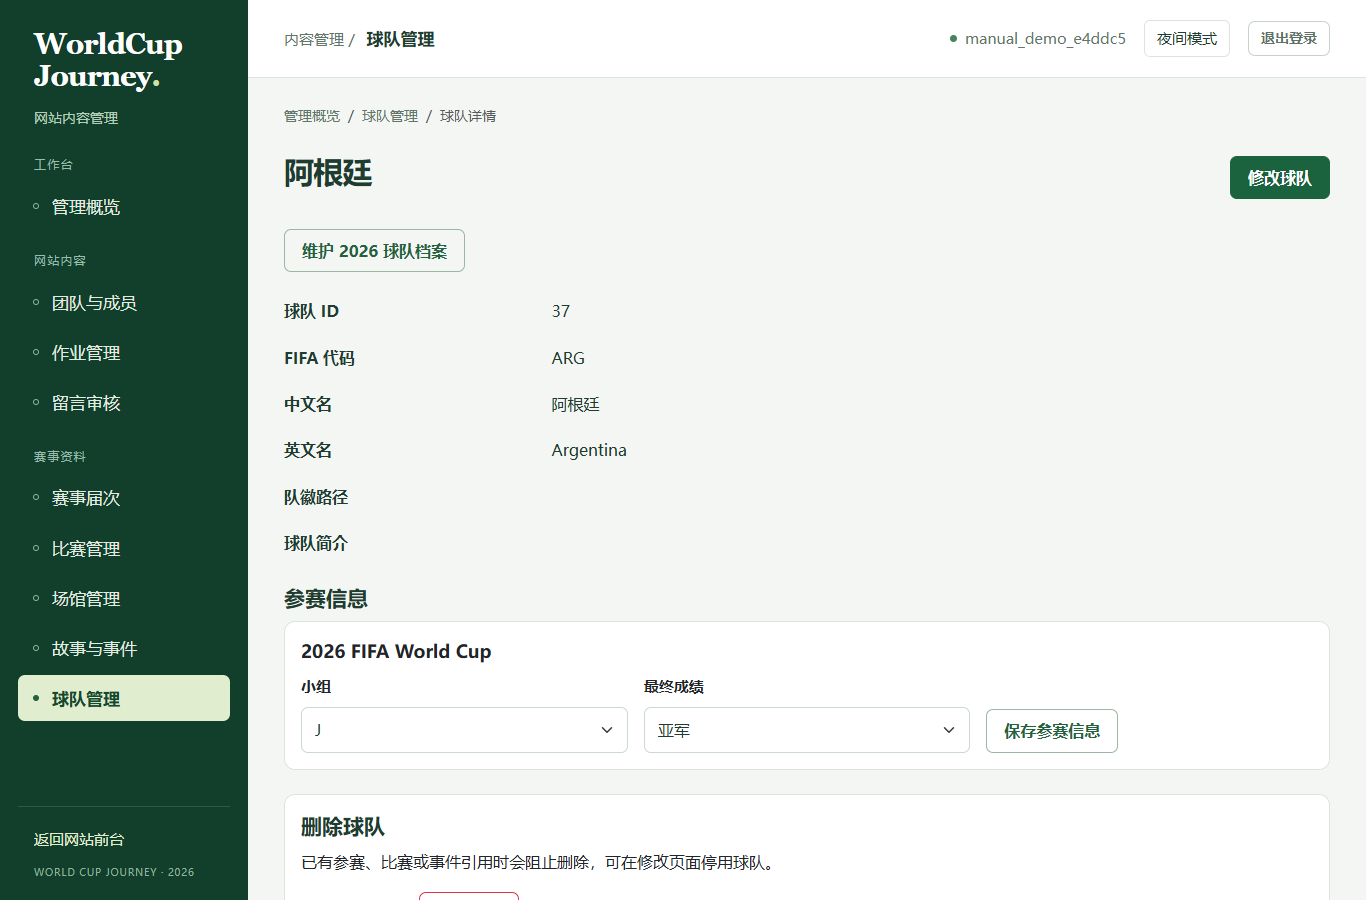 WorldCup
Journey.
网站内容管理
工作台
管理概览
网站内容
团队与成员
作业管理
留言审核
赛事资料
赛事届次
比赛管理
场馆管理
故事与事件
球队管理
返回网站前台
WORLD CUP JOURNEY · 2026
内容管理 / 球队管理
manual_demo_e4ddc5
夜间模式
退出登录
管理概览 / 球队管理 / 球队详情
阿根廷
修改球队
维护 2026 球队档案
球队 ID 37
FIFA 代码 ARG
中文名 阿根廷
英文名 Argentina
队徽路径
球队简介
参赛信息
2026 FIFA World Cup
小组 最终成绩
J 亚军 保存参赛信息
删除球队
已有参赛、比赛或事件引用时会阻止删除，可在修改页面停用球队。